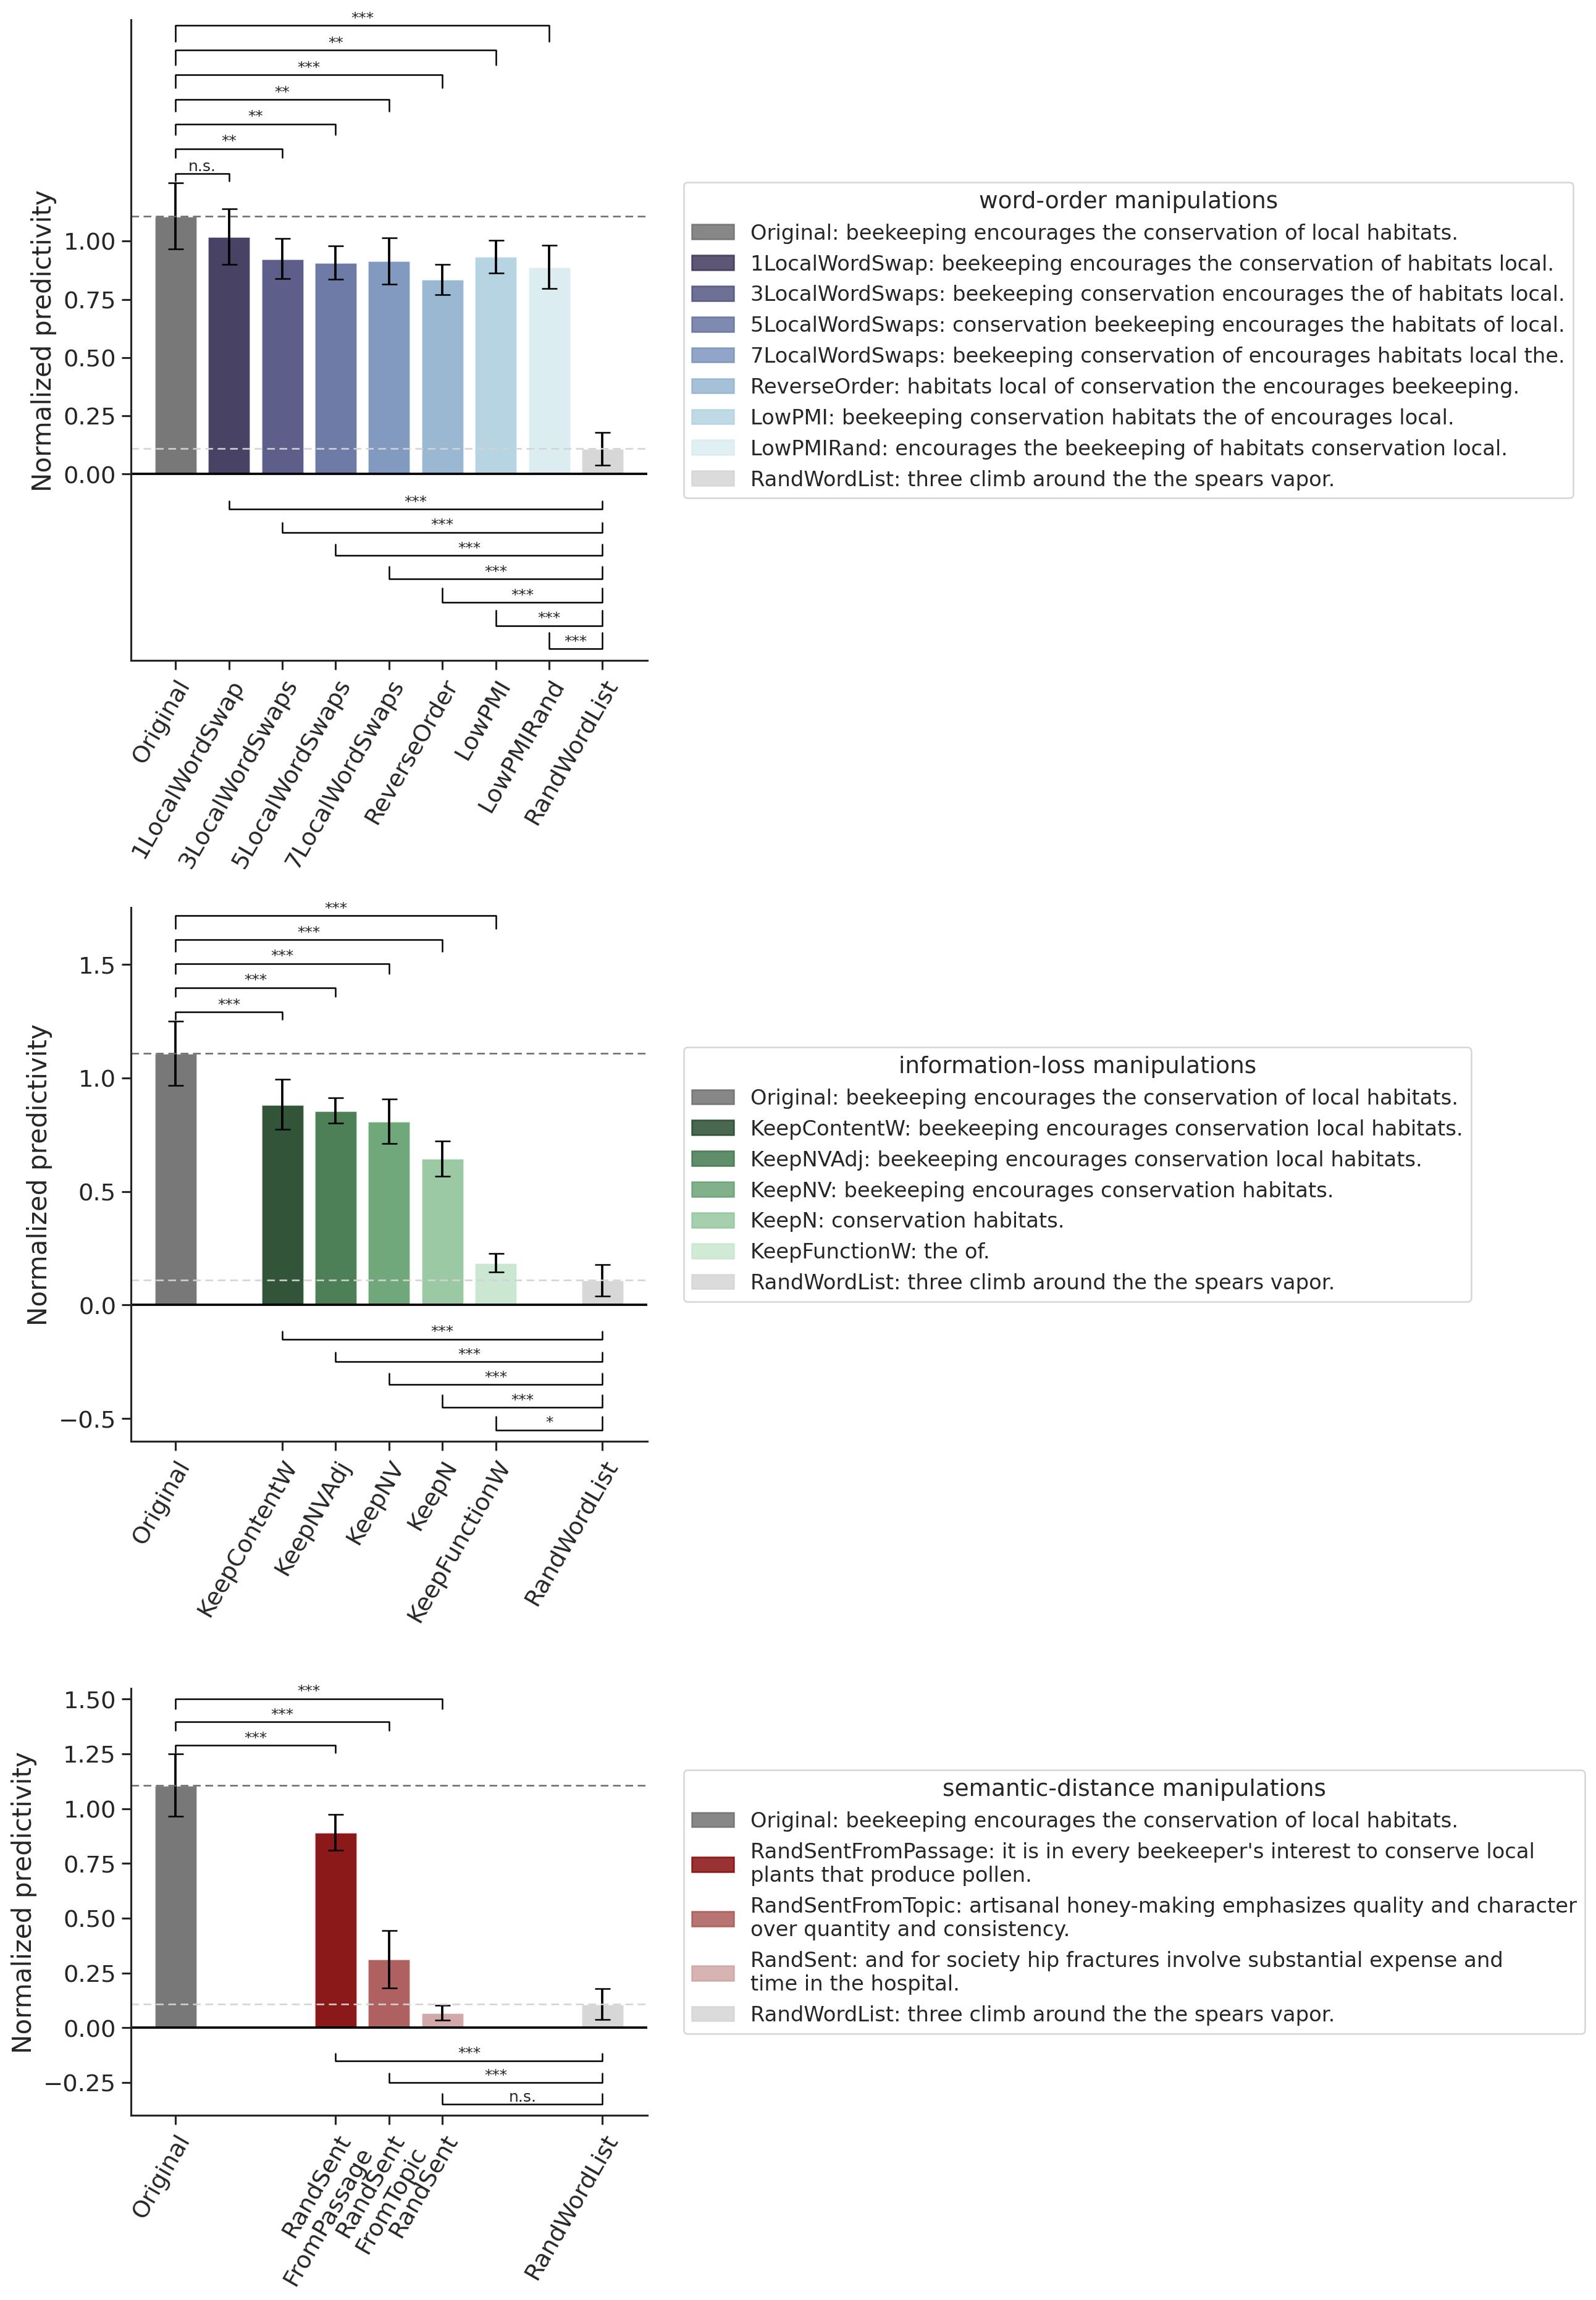 ***
**
***
**
**
**
n.s.
Normalized predictivity
1.00
0.75
0.50
0.25
0.00
***
***
***
***
***
***
***
Original
1LocalWordSwap
3LocalWordSwaps
5LocalWordSwaps
7LocalWordSwaps
ReverseOrder
LowPMI
LowPMIRand
RandWordList
word-order manipulations
Original: beekeeping encourages the conservation of local habitats.
1LocalWordSwap: beekeeping encourages the conservation of habitats local.
3LocalWordSwaps: beekeeping conservation encourages the of habitats local.
5LocalWordSwaps: conservation beekeeping encourages the habitats of local.
7LocalWordSwaps: beekeeping conservation of encourages habitats local the.
ReverseOrder: habitats local of conservation the encourages beekeeping.
LowPMI: beekeeping conservation habitats the of encourages local.
LowPMIRand: encourages the beekeeping of habitats conservation local.
RandWordList: three climb around the the spears vapor.
***
***
***
***
***
Normalized predictivity
1.5
1.0
0.5
0.0
−0.5
***
***
***
***
*
Original
KeepContentW
KeepNVAdj
KeepNV
KeepN
KeepFunctionW
RandWordList
information-loss manipulations
Original: beekeeping encourages the conservation of local habitats.
KeepContentW: beekeeping encourages conservation local habitats.
KeepNVAdj: beekeeping encourages conservation local habitats.
KeepNV: beekeeping encourages conservation habitats.
KeepN: conservation habitats.
KeepFunctionW: the of.
RandWordList: three climb around the the spears vapor.
***
***
***
Normalized predictivity
1.50
1.25
1.00
0.75
0.50
0.25
0.00
−0.25
***
***
n.s.
Original
RandSent
FromPassage
RandSent
FromTopic
RandSent
RandWordList
semantic-distance manipulations
Original: beekeeping encourages the conservation of local habitats.
RandSentFromPassage: it is in every beekeeper's interest to conserve local
plants that produce pollen.
RandSentFromTopic: artisanal honey-making emphasizes quality and character
over quantity and consistency.
RandSent: and for society hip fractures involve substantial expense and
time in the hospital.
RandWordList: three climb around the the spears vapor.